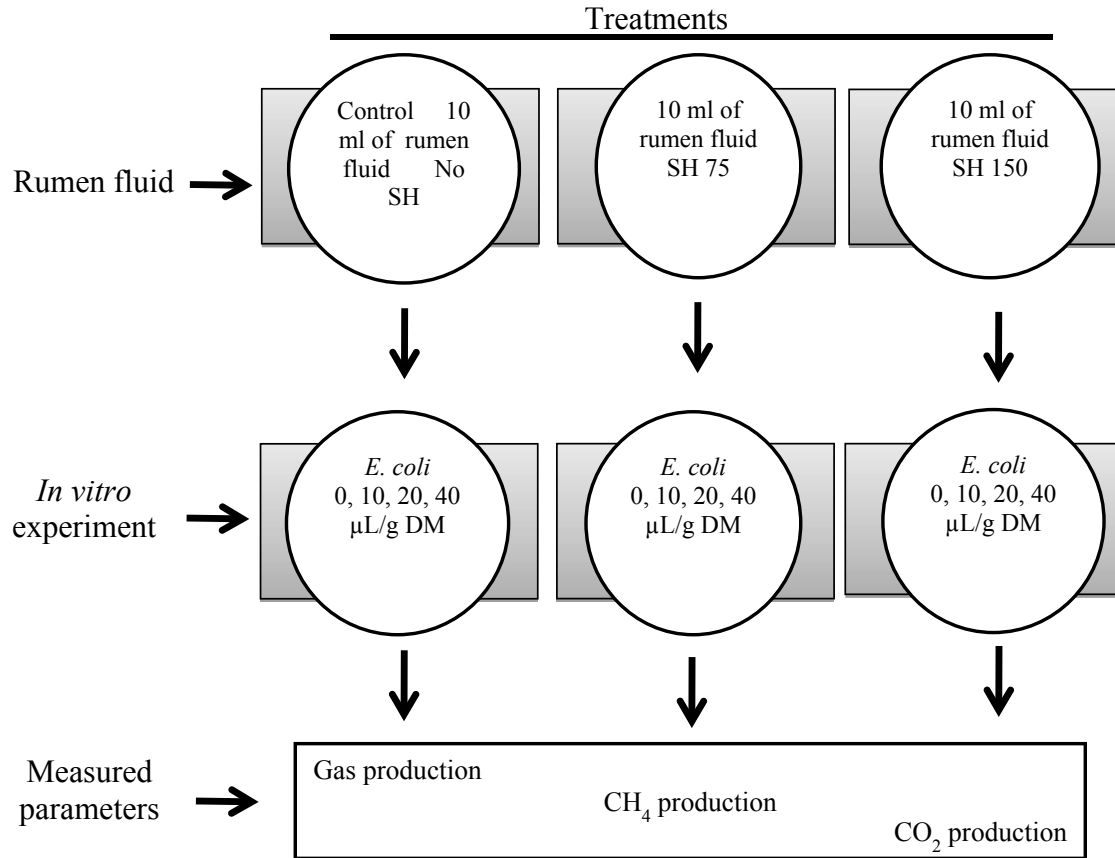 Treatments
Rumen fluid
Control 10
ml of rumen
fluid No
SH
10 ml of
rumen fluid
SH 75
10 ml of
rumen fluid
SH 150
In vitro
experiment
E. coli
0, 10, 20, 40
µL/g DM
E. coli
0, 10, 20, 40
µL/g DM
E. coli
0, 10, 20, 40
µL/g DM
Measured
parameters
Gas production
CH₄ production
CO₂ production